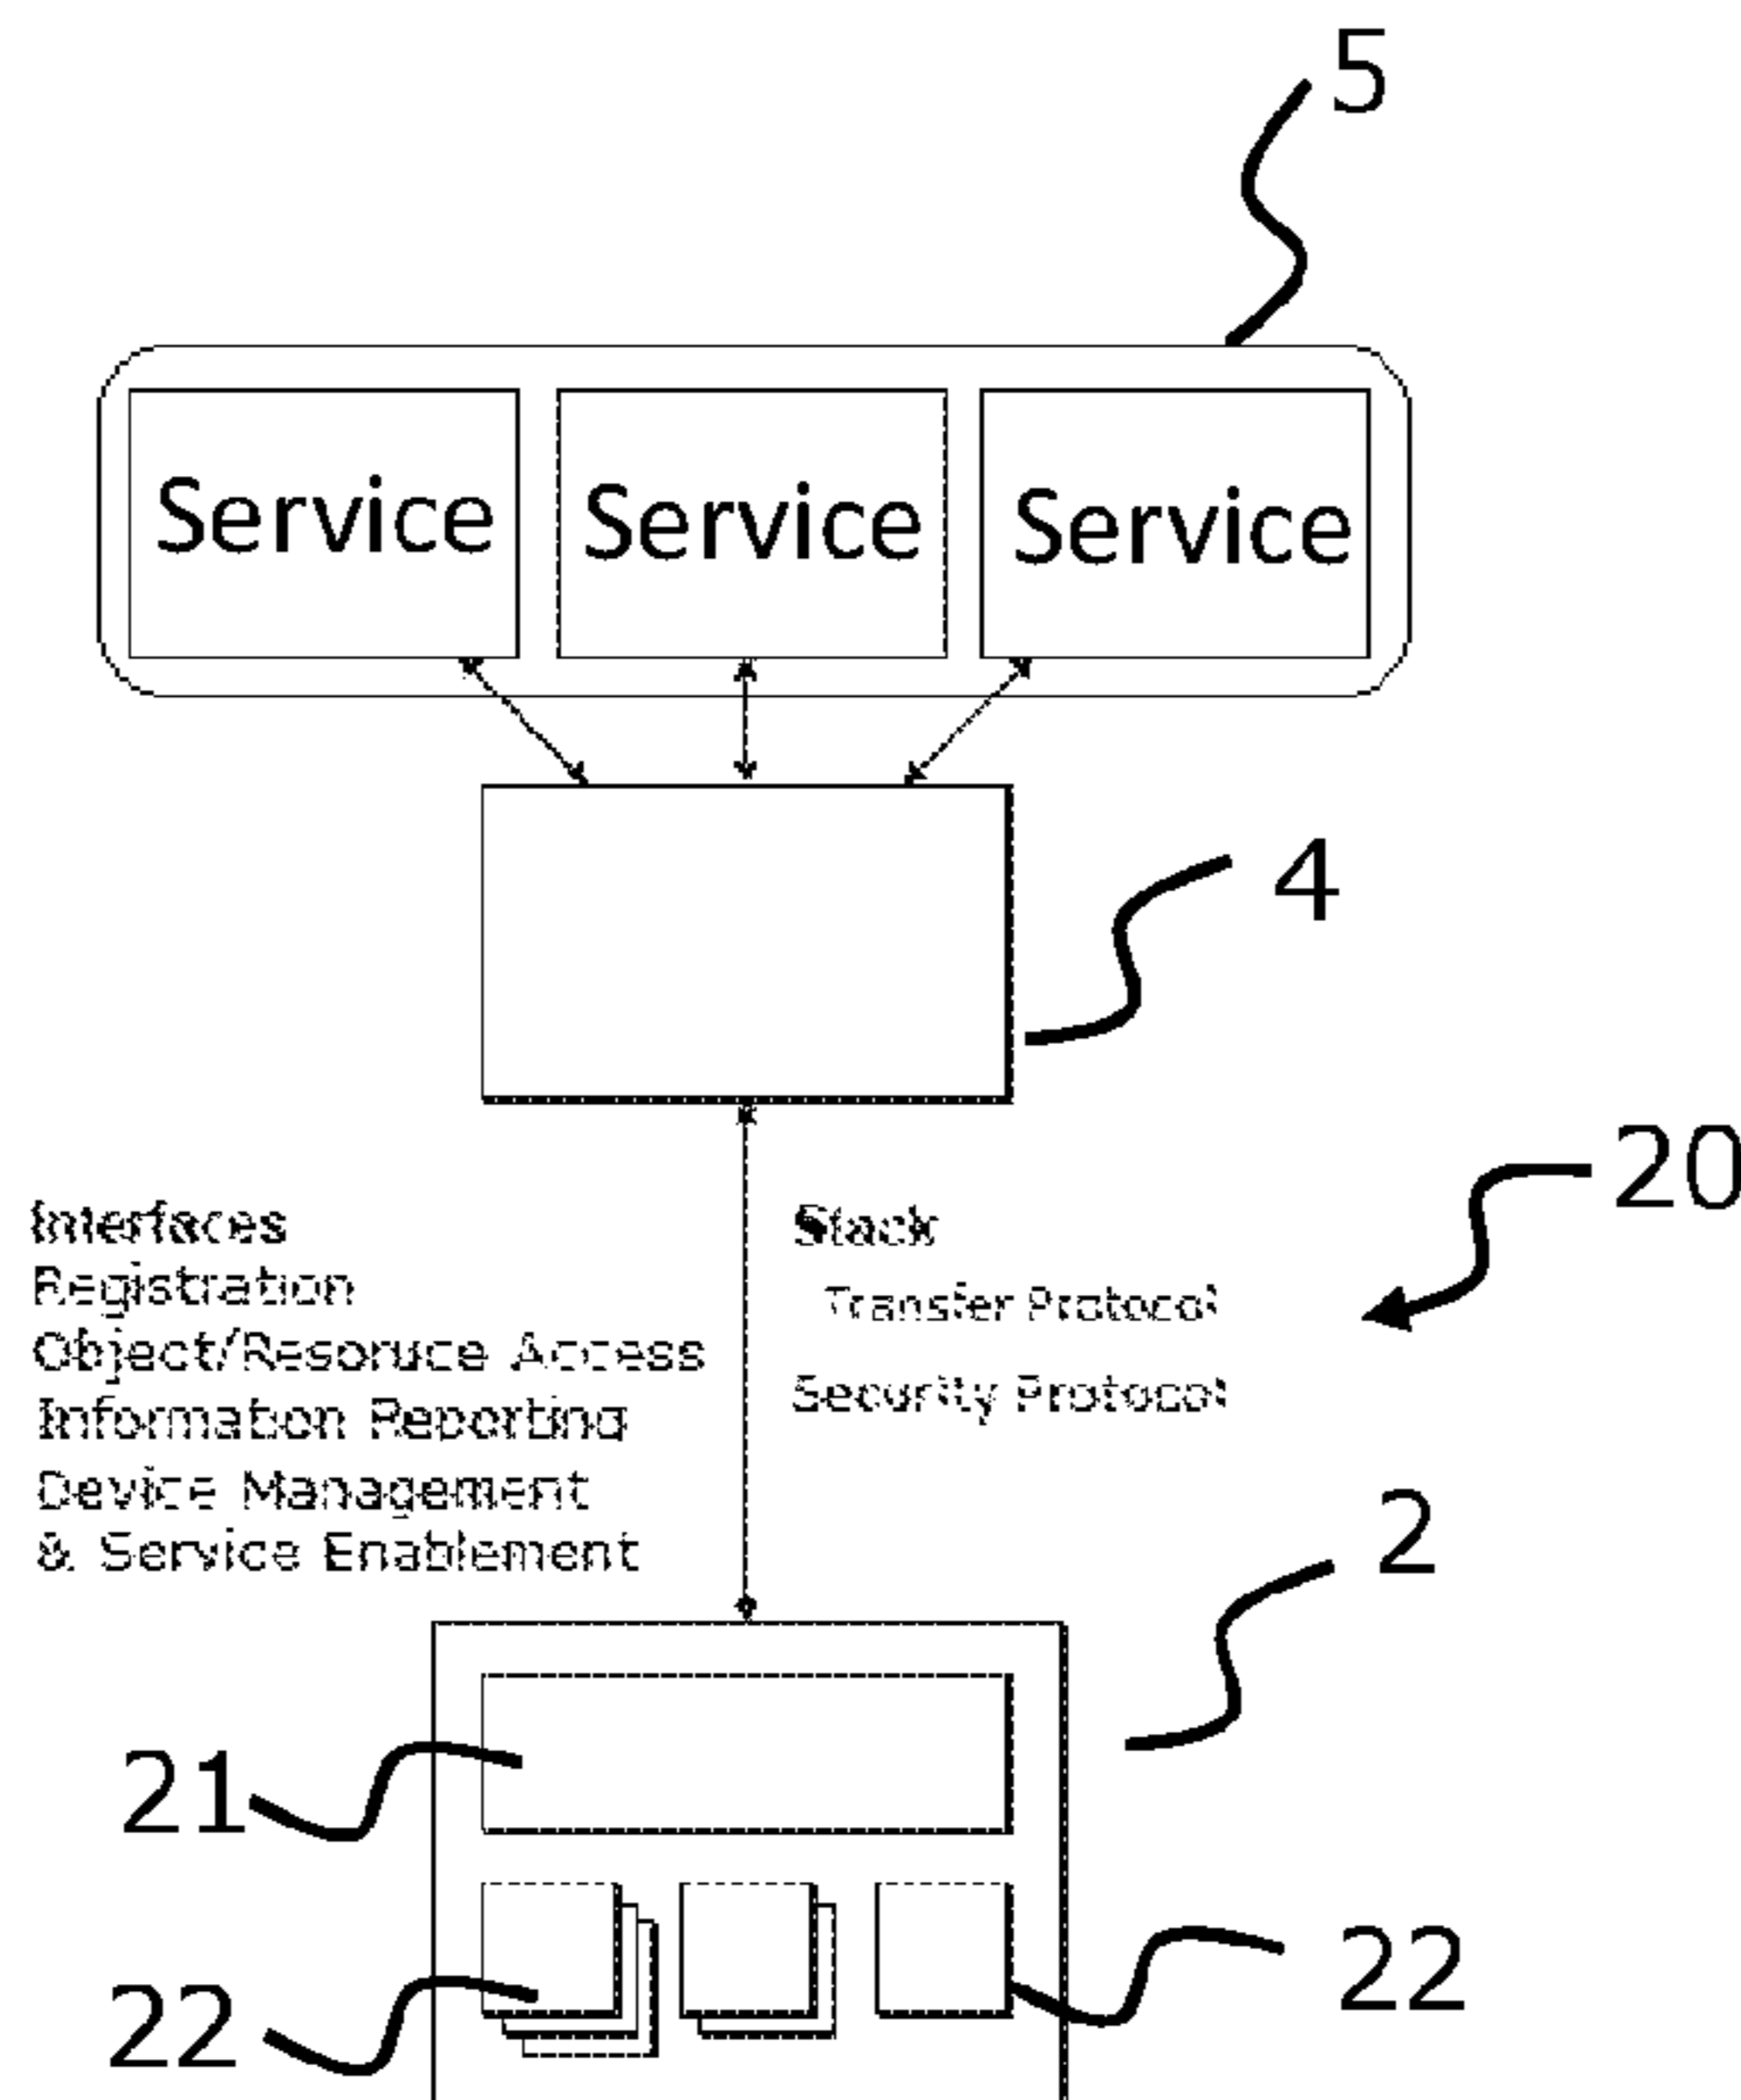 5
Service Service Service
4
20
Interfaces
Registration
Object/Resoruce Access
Information Reporting
Device Management
& Service Enablement
Stack
Transfer Protocol
Security Protocol
2
21
22
22